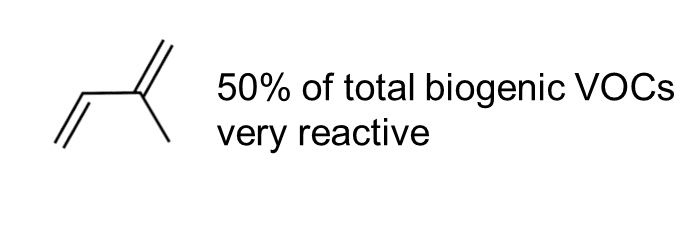 50% of total biogenic VOCs
very reactive